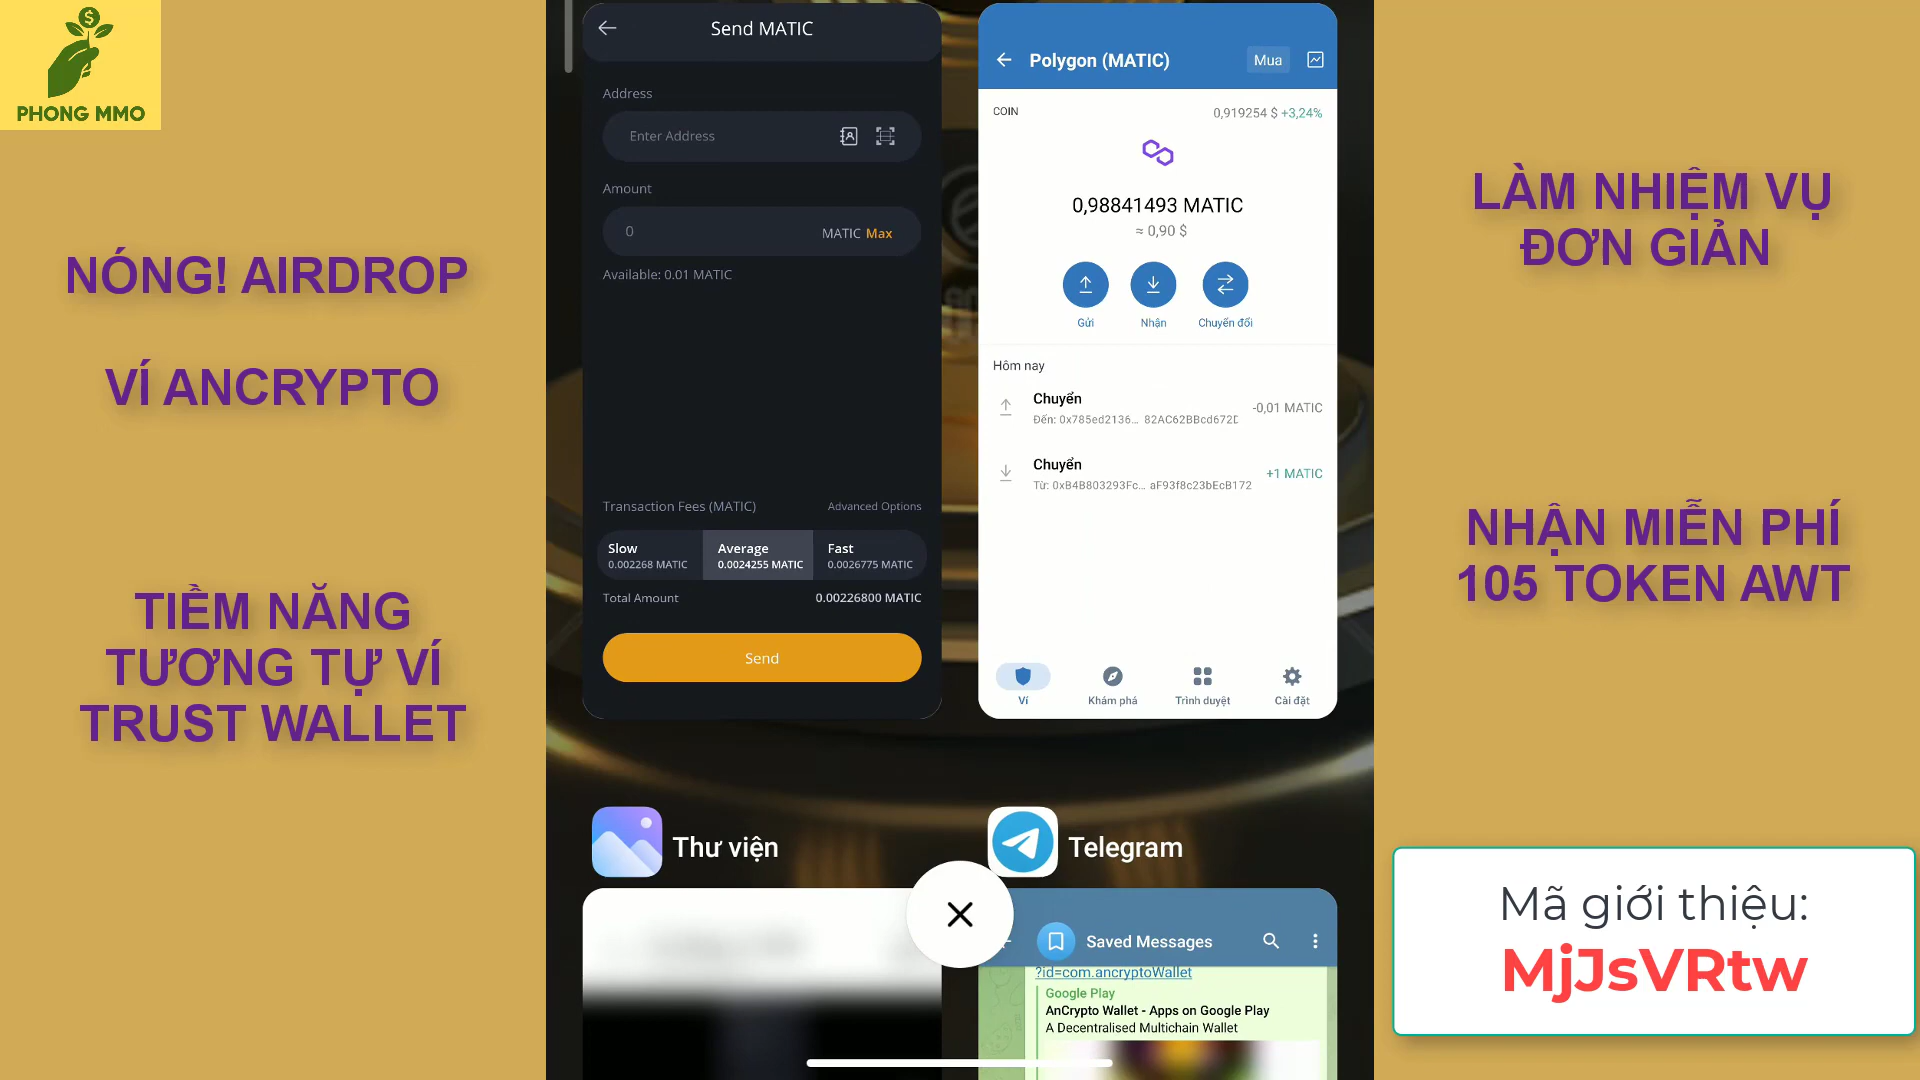 PHONG MMO
NÓNG! AIRDROP
VÍ ANCRYPTO
TIỀM NĂNG
TƯƠNG TỰ VÍ
TRUST WALLET
Send MATIC
Address
Enter Address
Amount
0
MATIC Max
Available: 0.01 MATIC
Transaction Fees (MATIC)
Advanced Options
Slow
0.002268 MATIC
Average
0.0024255 MATIC
Fast
0.0026775 MATIC
Total Amount
0.00226800 MATIC
Send
Polygon (MATIC)
Mua
COIN
0,919254 $ +3,24%
0,98841493 MATIC
≈ 0,90 $
Gửi
Nhận
Chuyển đổi
Hôm nay
Chuyển
-0,01 MATIC
Đến: 0x785ed2136... 82AC62BBcd672D
Chuyển
+1 MATIC
Từ: 0xB4B803293Fc... aF93f8c23bEcB172
Ví
Khám phá
Trình duyệt
Cài đặt
Thư viện
Telegram
Saved Messages
?id=com.ancryptoWallet
Google Play
AnCrypto Wallet - Apps on Google Play
A Decentralised Multichain Wallet
LÀM NHIỆM VỤ
ĐƠN GIẢN
NHẬN MIỄN PHÍ
105 TOKEN AWT
Mã giới thiệu:
MjJsVRtw